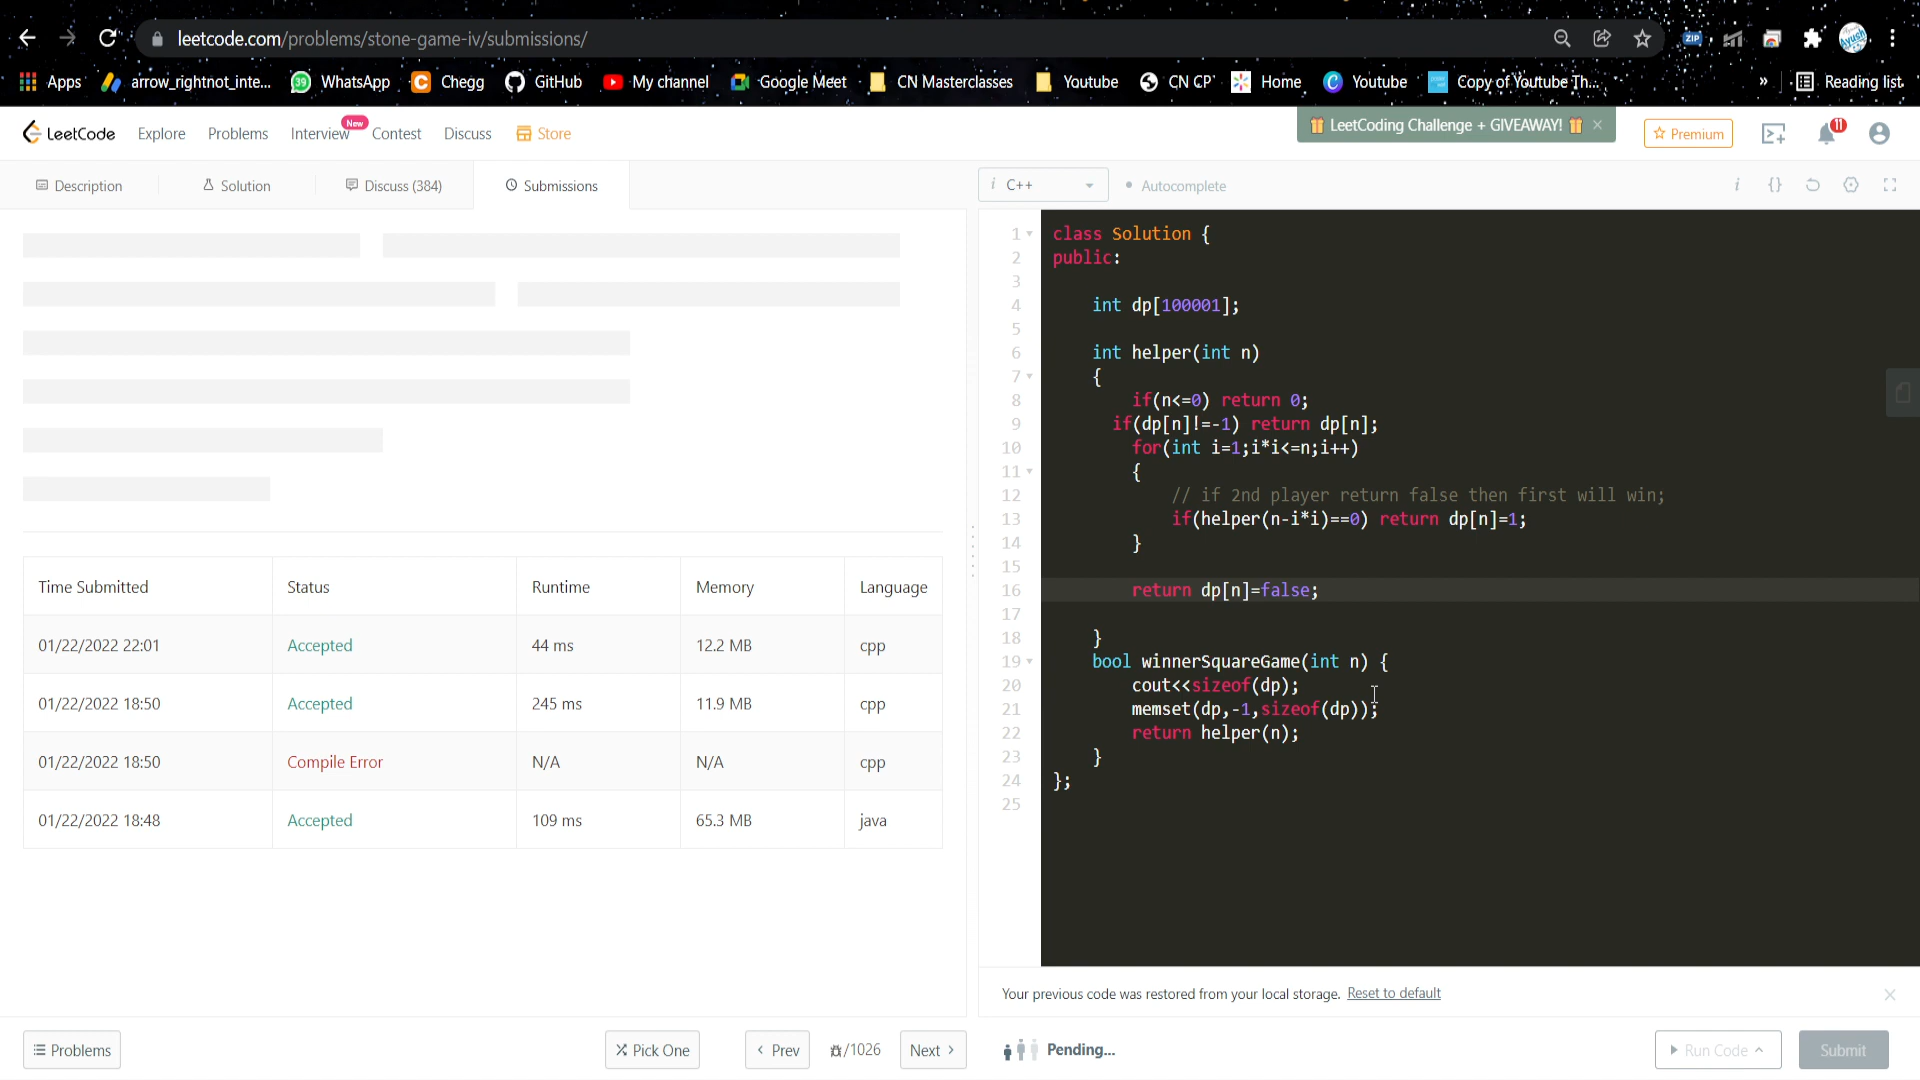 leetcode.com/problems/stone-game-iv/submissions/
ZIP
Ayush
Apps
arrow_rightnot_inte...
39
WhatsApp
Chegg
GitHub
My channel
Google Meet
CN Masterclasses
Youtube
CN CP
Home
Youtube
Copy of Youtube Th...
»
Reading list
LeetCode
Explore
Problems
Interview
New
Contest
Discuss
Store
LeetCoding Challenge + GIVEAWAY!
Premium
11
Description
Solution
Discuss (384)
Submissions
i C++
• Autocomplete
1 class Solution {
2 public:
3
4 int dp[100001];
5
6 int helper(int n)
7 {
8 if(n<=0) return 0;
9 if(dp[n]!=-1) return dp[n];
10 for(int i=1;i*i<=n;i++)
11 {
12 // if 2nd player return false then first will win;
13 if(helper(n-i*i)==0) return dp[n]=1;
14 }
15
16 return dp[n]=false;
17
18 }
19 bool winnerSquareGame(int n) {
20 cout<<sizeof(dp);
21 memset(dp,-1,sizeof(dp));
22 return helper(n);
23 }
24 };
25
Time Submitted Status Runtime Memory Language
01/22/2022 22:01 Accepted 44 ms 12.2 MB cpp
01/22/2022 18:50 Accepted 245 ms 11.9 MB cpp
01/22/2022 18:50 Compile Error N/A N/A cpp
01/22/2022 18:48 Accepted 109 ms 65.3 MB java
Your previous code was restored from your local storage. Reset to default
Problems
Pick One
Prev
/1026
Next
Pending...
Run Code
Submit